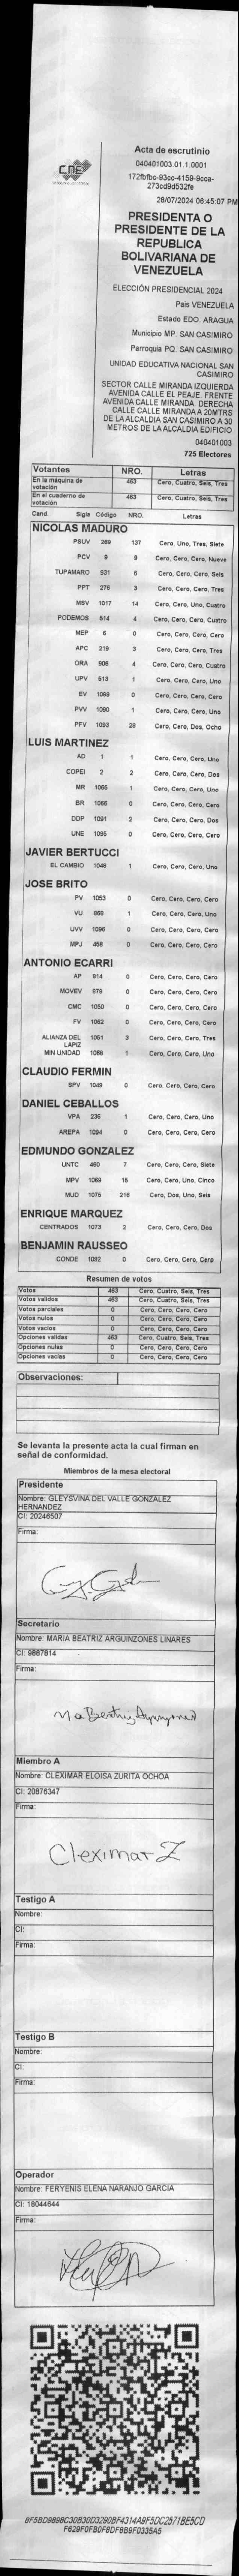 CNE
Acta de escrutinio
040401003.01.1.0001
172fbfbc-93cc-4159-9cca-
273cd9d532fe
28/07/2024 06:45:07 PM
PRESIDENTA O
PRESIDENTE DE LA
REPUBLICA
BOLIVARIANA DE
VENEZUELA
ELECCIÓN PRESIDENCIAL 2024
País VENEZUELA
Estado EDO. ARAGUA
Municipio MP. SAN CASIMIRO
Parroquia PQ. SAN CASIMIRO
UNIDAD EDUCATIVA NACIONAL SAN
CASIMIRO
SECTOR CALLE MIRANDA IZQUIERDA
AVENIDA CALLE EL PEAJE. FRENTE
AVENIDA CALLE MIRANDA. DERECHA
CALLE CALLE MIRANDA A 20MTRS
DE LA ALCALDIA SAN CASIMIRO A 30
METROS DE LA ALCALDIA EDIFICIO
040401003
725 Electores
Votantes NRO. Letras
En la máquina de votación 463 Cero, Cuatro, Seis, Tres
En el cuaderno de votación 463 Cero, Cuatro, Seis, Tres
Cand. Sigla Código NRO. Letras
NICOLAS MADURO
PSUV 269 137 Cero, Uno, Tres, Siete
PCV 9 9 Cero, Cero, Cero, Nueve
TUPAMARO 931 6 Cero, Cero, Cero, Seis
PPT 276 3 Cero, Cero, Cero, Tres
MSV 1017 14 Cero, Cero, Uno, Cuatro
PODEMOS 514 4 Cero, Cero, Cero, Cuatro
MEP 6 0 Cero, Cero, Cero, Cero
APC 219 3 Cero, Cero, Cero, Tres
ORA 906 4 Cero, Cero, Cero, Cuatro
UPV 513 1 Cero, Cero, Cero, Uno
EV 1089 0 Cero, Cero, Cero, Cero
PVV 1090 1 Cero, Cero, Cero, Uno
PFV 1093 28 Cero, Cero, Dos, Ocho
LUIS MARTINEZ
AD 1 1 Cero, Cero, Cero, Uno
COPEI 2 2 Cero, Cero, Cero, Dos
MR 1065 1 Cero, Cero, Cero, Uno
BR 1066 0 Cero, Cero, Cero, Cero
DDP 1091 2 Cero, Cero, Cero, Dos
UNE 1095 0 Cero, Cero, Cero, Cero
JAVIER BERTUCCI
EL CAMBIO 1048 1 Cero, Cero, Cero, Uno
JOSE BRITO
PV 1053 0 Cero, Cero, Cero, Cero
VU 868 1 Cero, Cero, Cero, Uno
UVV 1096 0 Cero, Cero, Cero, Cero
MPJ 458 0 Cero, Cero, Cero, Cero
ANTONIO ECARRI
AP 914 0 Cero, Cero, Cero, Cero
MOVEV 979 0 Cero, Cero, Cero, Cero
CMC 1050 0 Cero, Cero, Cero, Cero
FV 1062 0 Cero, Cero, Cero, Cero
ALIANZA DEL LAPIZ 1051 3 Cero, Cero, Cero, Tres
MIN UNIDAD 1069 1 Cero, Cero, Cero, Uno
CLAUDIO FERMIN
SPV 1049 0 Cero, Cero, Cero, Cero
DANIEL CEBALLOS
VPA 236 1 Cero, Cero, Cero, Uno
AREPA 1094 0 Cero, Cero, Cero, Cero
EDMUNDO GONZALEZ
UNTC 460 7 Cero, Cero, Cero, Siete
MPV 1069 15 Cero, Cero, Uno, Cinco
MUD 1075 216 Cero, Dos, Uno, Seis
ENRIQUE MARQUEZ
CENTRADOS 1073 2 Cero, Cero, Cero, Dos
BENJAMIN RAUSSEO
CONDE 1092 0 Cero, Cero, Cero, Cero
Resumen de votos
Votos 463 Cero, Cuatro, Seis, Tres
Votos validos 463 Cero, Cuatro, Seis, Tres
Votos parciales 0 Cero, Cero, Cero, Cero
Votos nulos 0 Cero, Cero, Cero, Cero
Votos vacios 0 Cero, Cero, Cero, Cero
Opciones validas 463 Cero, Cuatro, Seis, Tres
Opciones nulas 0 Cero, Cero, Cero, Cero
Opciones vacias 0 Cero, Cero, Cero, Cero
Observaciones:
Se levanta la presente acta la cual firman en
señal de conformidad.
Miembros de la mesa electoral
Presidente
Nombre: GLEYSVINA DEL VALLE GONZALEZ
HERNANDEZ
CI: 20246507
Firma:
Secretario
Nombre: MARIA BEATRIZ ARGUINZONES LINARES
CI: 9887814
Firma:
Miembro A
Nombre: CLEXIMAR ELOISA ZURITA OCHOA
CI: 20876347
Firma:
Cleximar Z
Testigo A
Nombre:
CI:
Firma:
Testigo B
Nombre:
CI:
Firma:
Operador
Nombre: FERYENIS ELENA NARANJO GARCIA
CI: 18044644
Firma: